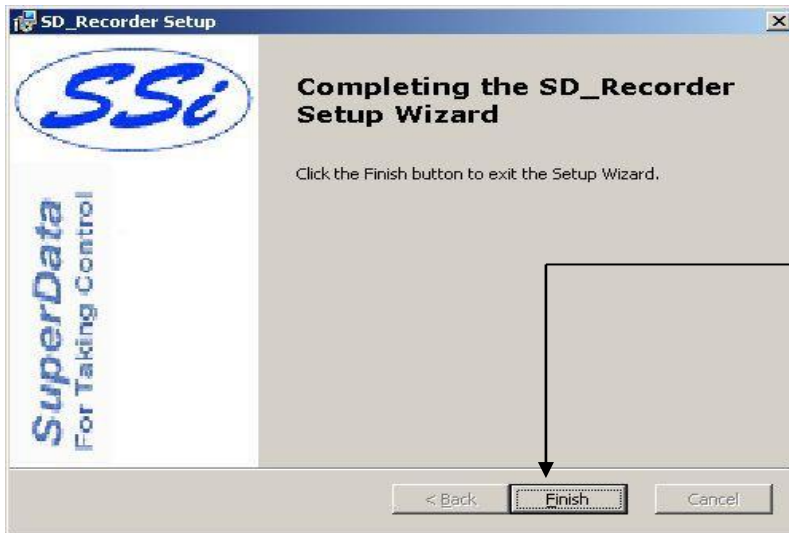 SD_Recorder Setup
SSi
SuperData
For Taking Control
Completing the SD_Recorder
Setup Wizard
Click the Finish button to exit the Setup Wizard.
< Back
Finish
Cancel